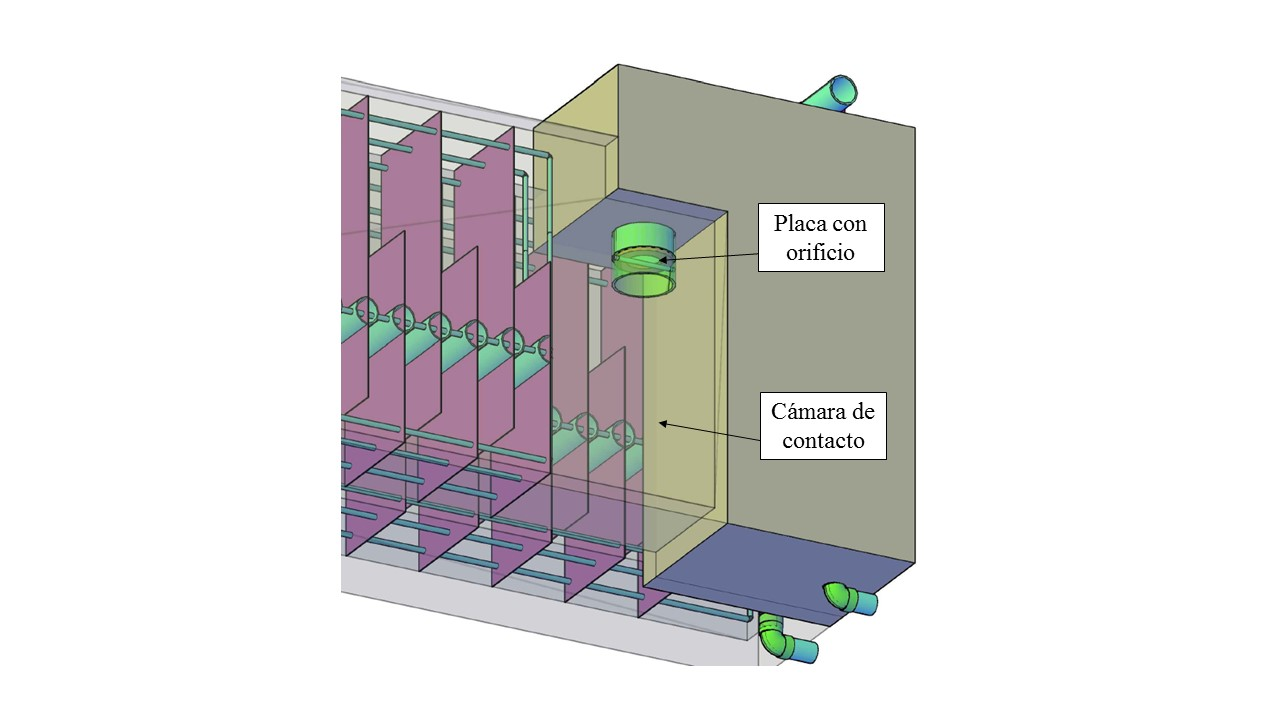 Placa con
orificio
Cámara de
contacto